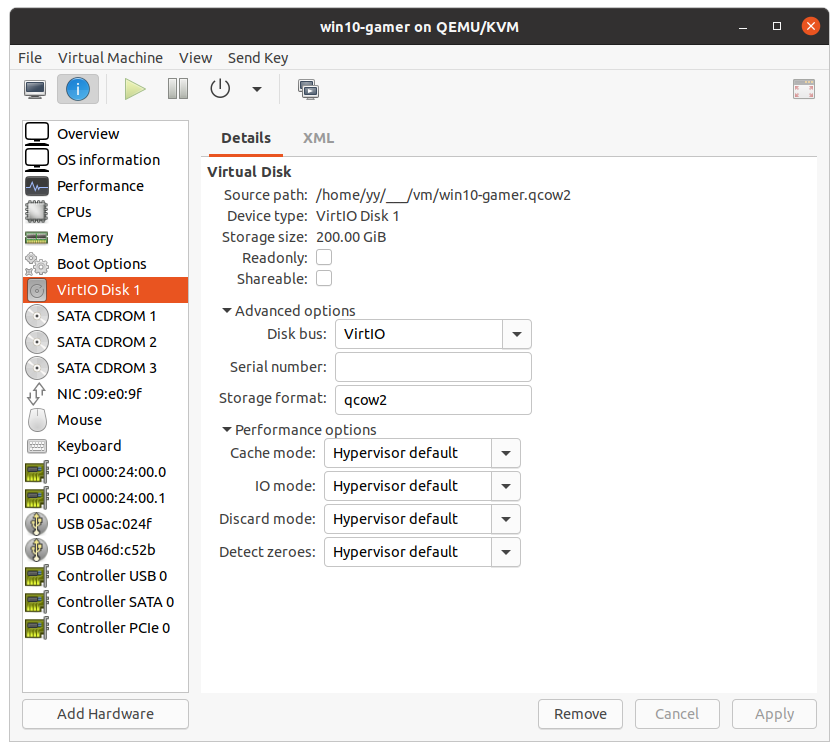 win10-gamer on QEMU/KVM
File Virtual Machine View Send Key
Overview
OS information
Performance
CPUs
Memory
Boot Options
VirtIO Disk 1
SATA CDROM 1
SATA CDROM 2
SATA CDROM 3
NIC :09:e0:9f
Mouse
Keyboard
PCI 0000:24:00.0
PCI 0000:24:00.1
USB 05ac:024f
USB 046d:c52b
Controller USB 0
Controller SATA 0
Controller PCIe 0
Add Hardware
Details XML
Virtual Disk
Source path: /home/yy/___/vm/win10-gamer.qcow2
Device type: VirtIO Disk 1
Storage size: 200.00 GiB
Readonly:
Shareable:
Advanced options
Disk bus: VirtIO
Serial number:
Storage format: qcow2
Performance options
Cache mode: Hypervisor default
IO mode: Hypervisor default
Discard mode: Hypervisor default
Detect zeroes: Hypervisor default
Remove Cancel Apply